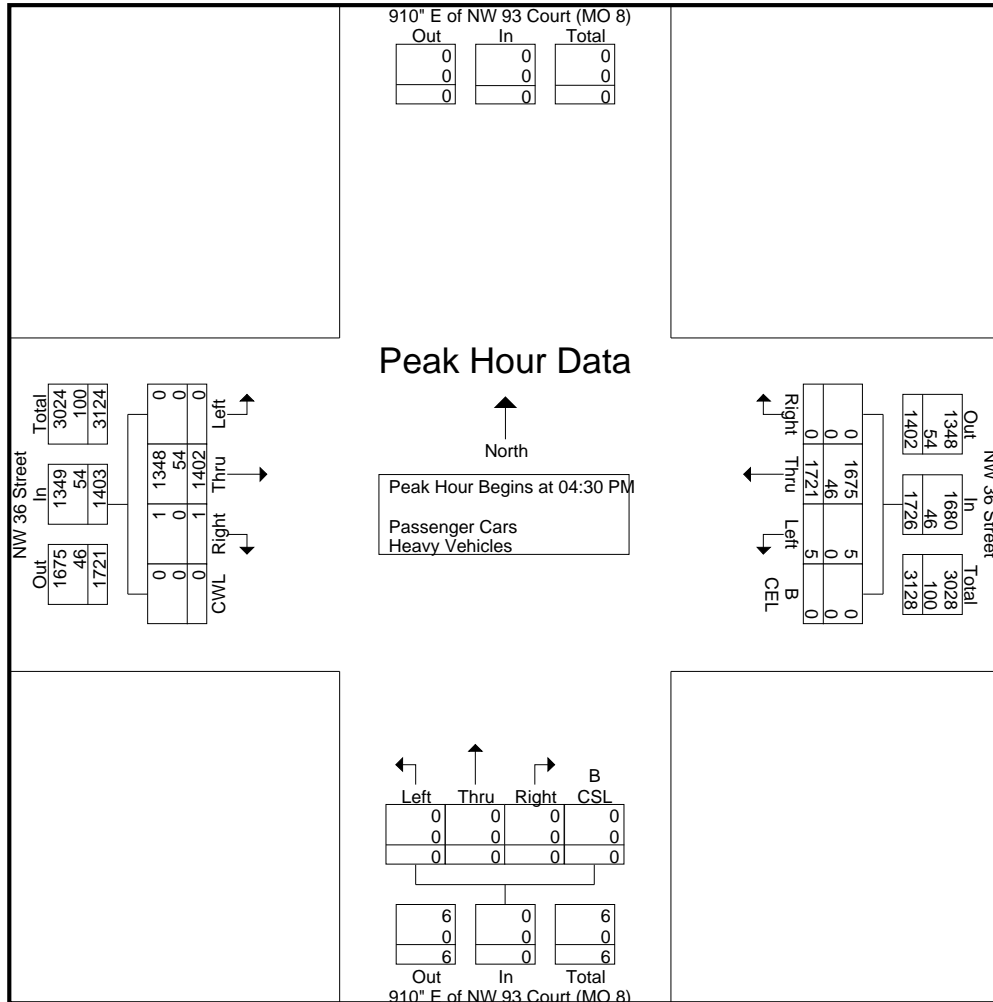 910" E of NW 93 Court (MO 8)
Out In Total
0 0 0
0 0 0
0 0 0
Peak Hour Data
North
Peak Hour Begins at 04:30 PM
Passenger Cars
Heavy Vehicles
NW 36 Street
Total In Out
3024 1349 1675
100 54 46
3124 1403 1721
0 1348 1 0
0 54 0 0
0 1402 1 0
Left Thru Right CWL
NW 36 Street
Out In Total
1348 1680 3028
54 46 100
1402 1726 3128
0 1675 5 0
0 46 0 0
0 1721 5 0
Right Thru Left B
CEL
B
Left Thru Right CSL
0 0 0 0
0 0 0 0
0 0 0 0
6 0 6
0 0 0
6 0 6
Out In Total
910" E of NW 93 Court (MO 8)